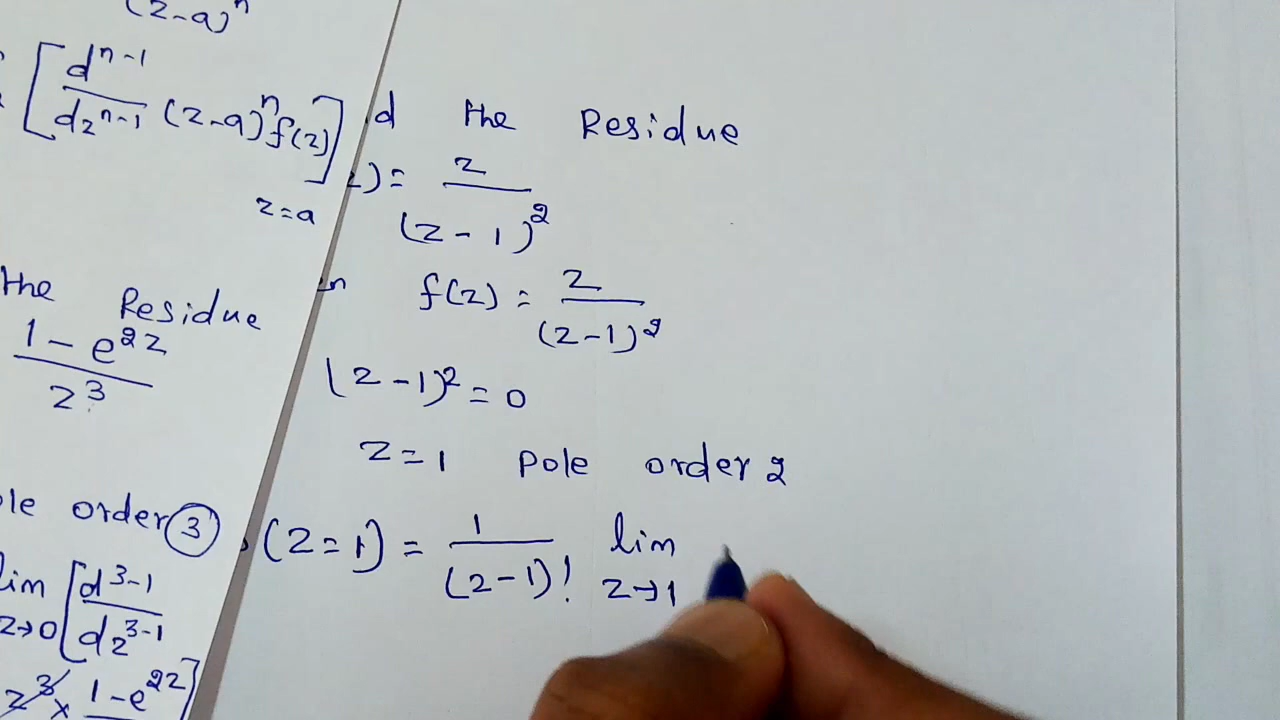 (z-a)^n
[d^{n-1}/dz^{n-1} (z-a)^n f(z)]
z=a
the Residue
1-e^{2z}/z^3
order ③
lim z→0 [d^{3-1}/dz^{3-1}
z^3 × 1-e^{2z}]
d the Residue
z)= z/(z-1)^2
f(z) = z/(z-1)^2
(z-1)^2 = 0
z=1 pole order 2
(z=1) = 1/(2-1)! lim z→1